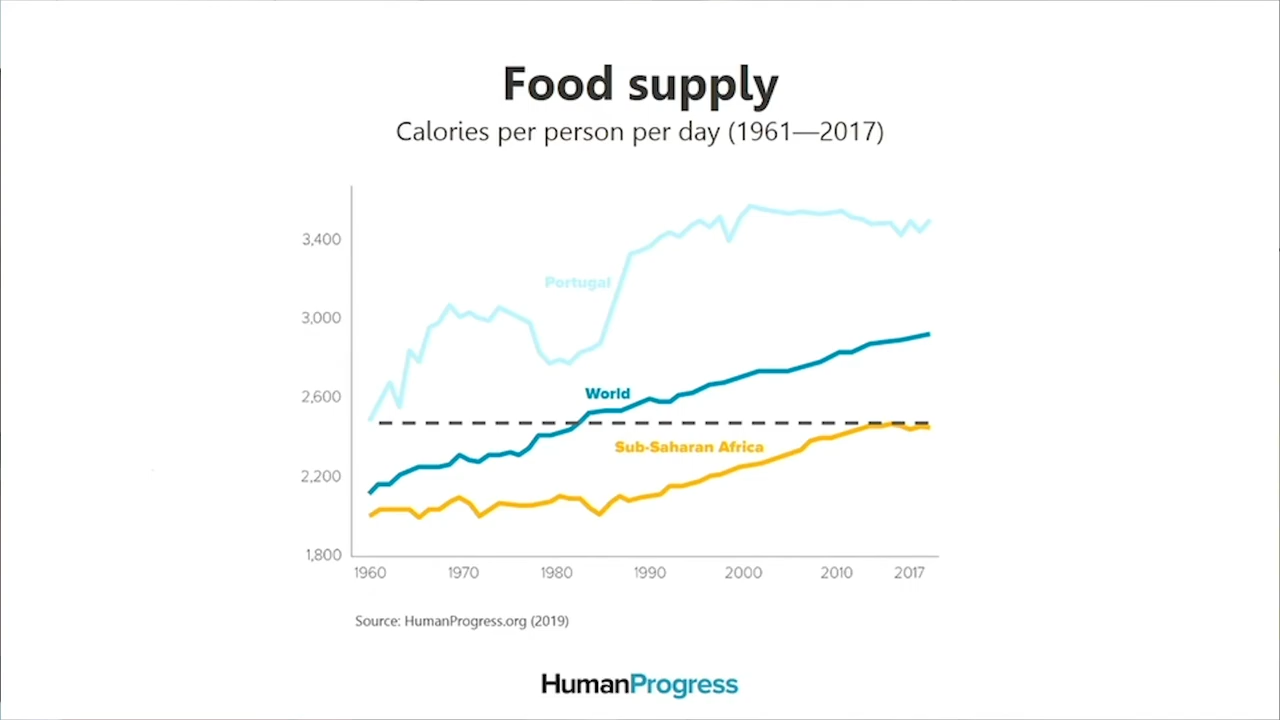 Food supply
Calories per person per day (1961—2017)
3,400
Portugal
3,000
World
2,600
Sub-Saharan Africa
2,200
1,800
1960 1970 1980 1990 2000 2010 2017
Source: HumanProgress.org (2019)
HumanProgress